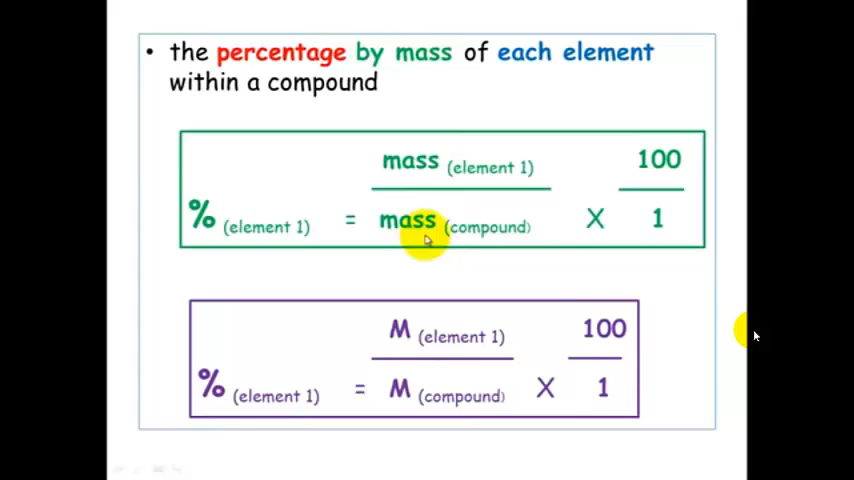 • the percentage by mass of each element
within a compound
mass (element 1) 100
% (element 1) = mass (compound) X 1
M (element 1) 100
% (element 1) = M (compound) X 1